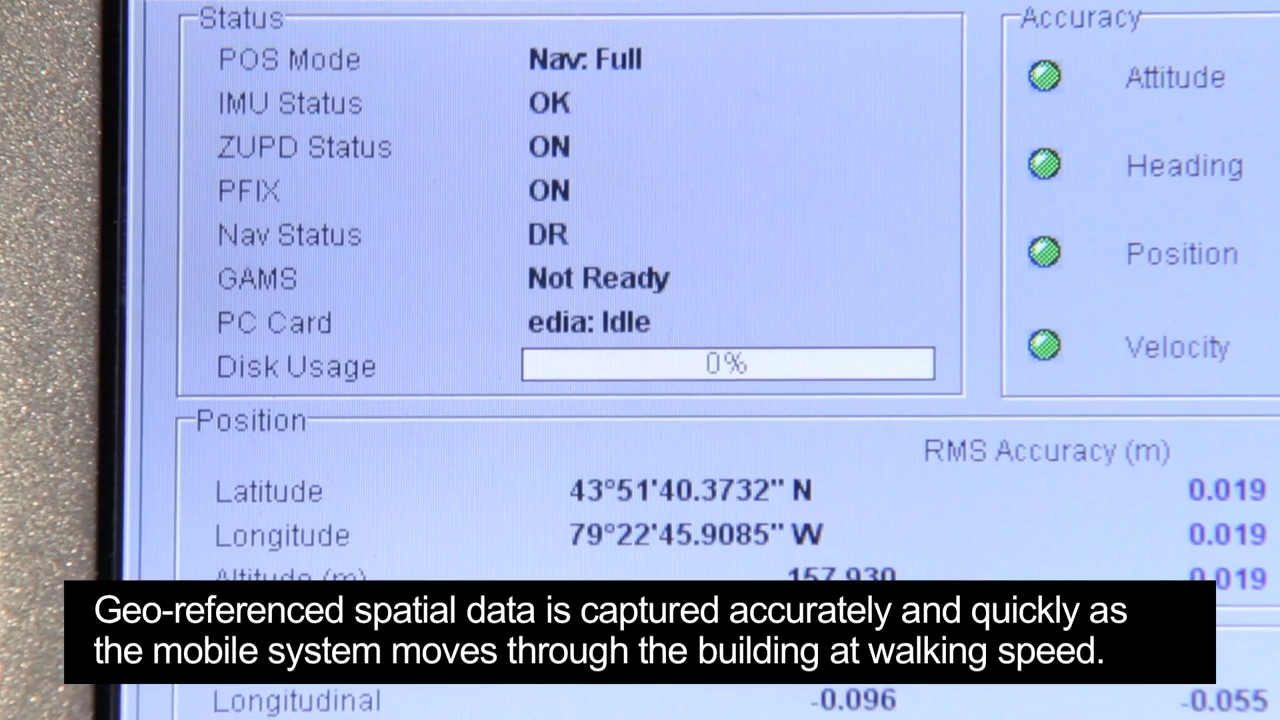 Status
POS Mode Nav: Full
IMU Status OK
ZUPD Status ON
PFIX ON
Nav Status DR
GAMS Not Ready
PC Card edia: Idle
Disk Usage 0%
Accuracy
Attitude
Heading
Position
Velocity
Position
RMS Accuracy (m)
Latitude 43°51'40.3732" N 0.019
Longitude 79°22'45.9085" W 0.019
Altitude (m) 157.930 0.019
Geo-referenced spatial data is captured accurately and quickly as
the mobile system moves through the building at walking speed.
Longitudinal -0.096 -0.055